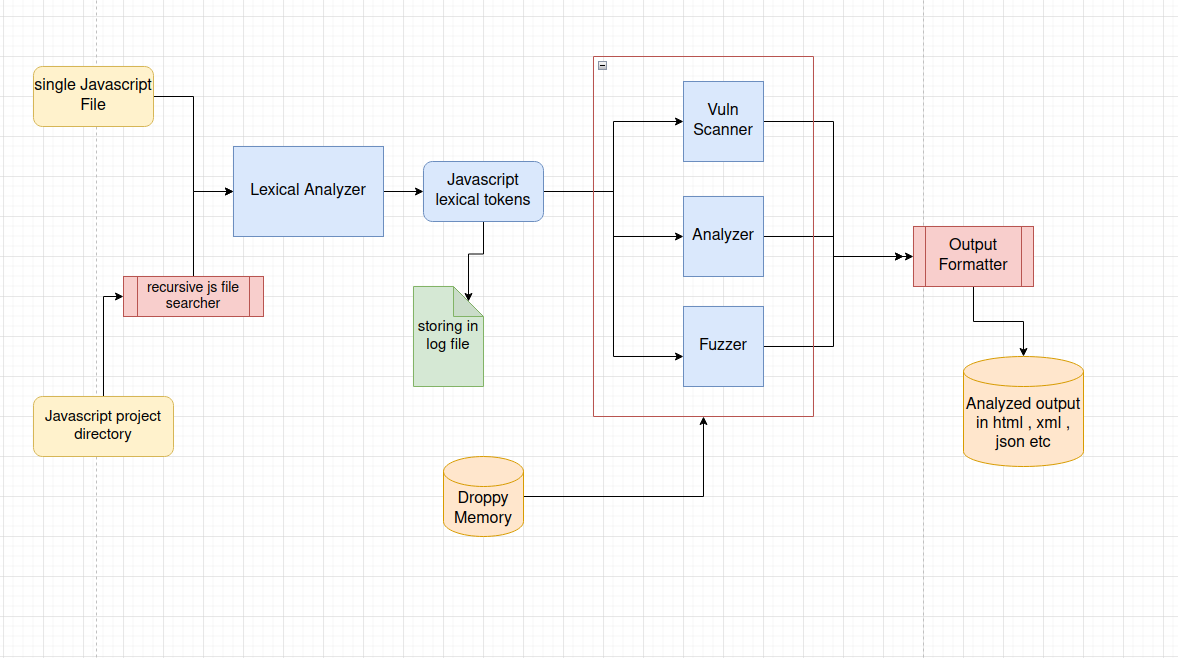 single Javascript
File
Lexical Analyzer
Javascript
lexical tokens
Vuln
Scanner
Analyzer
Fuzzer
Output
Formatter
recursive js file
searcher
storing in
log file
Javascript project
directory
Droppy
Memory
Analyzed output
in html , xml ,
json etc